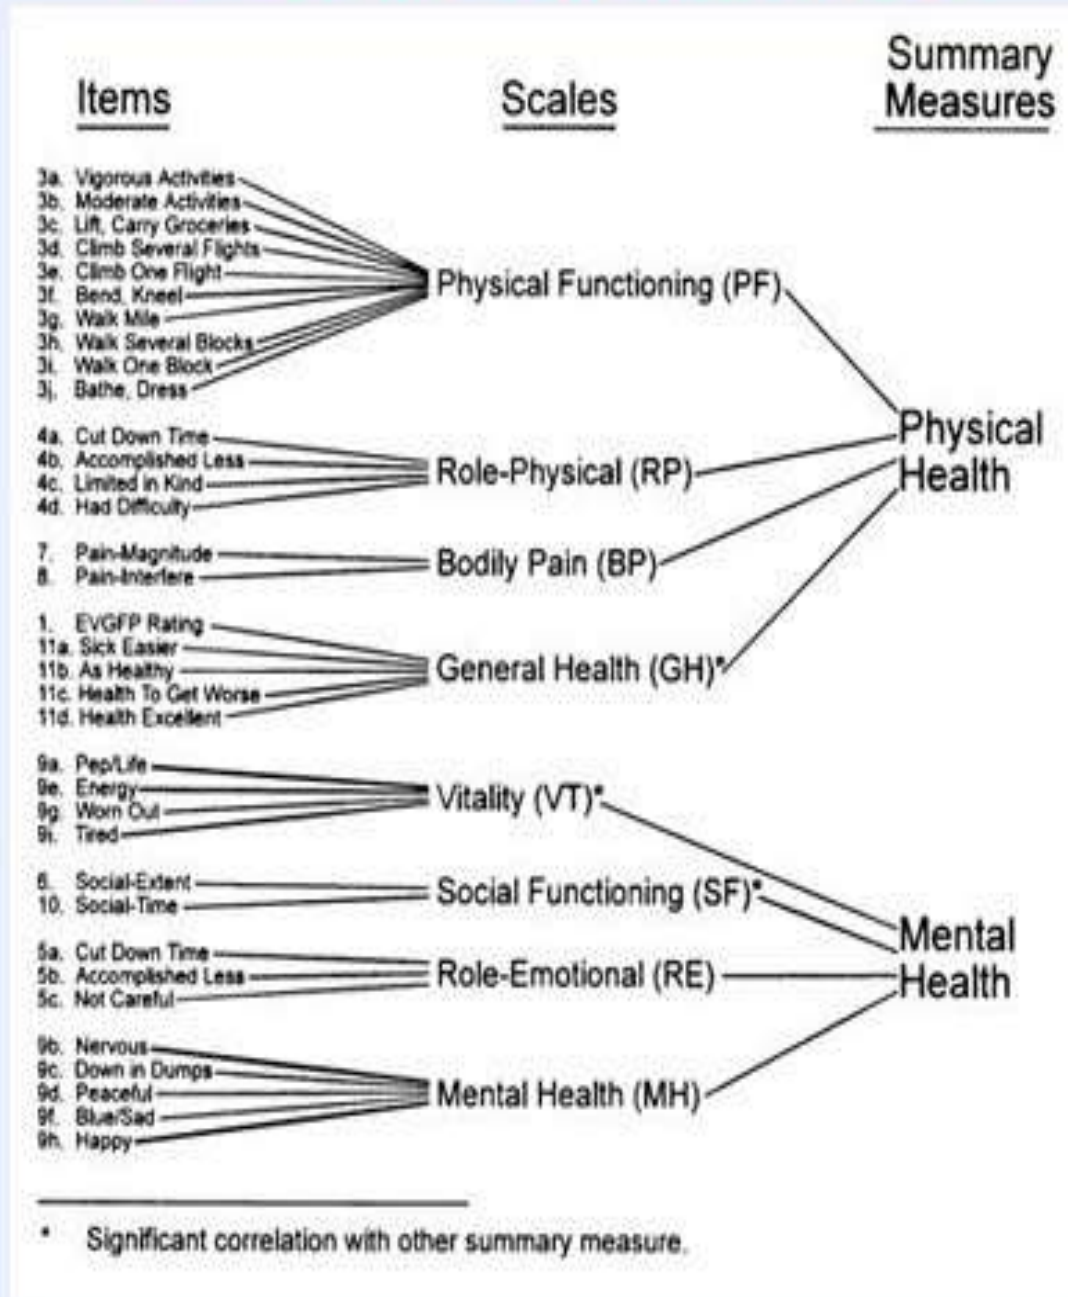 Items
Scales
Summary
Measures
3a. Vigorous Activities
3b. Moderate Activities
3c. Lift, Carry Groceries
3d. Climb Several Flights
3e. Climb One Flight
3f. Bend, Kneel
3g. Walk Mile
3h. Walk Several Blocks
3i. Walk One Block
3j. Bathe, Dress
Physical Functioning (PF)
4a. Cut Down Time
4b. Accomplished Less
4c. Limited in Kind
4d. Had Difficulty
Role-Physical (RP)
7. Pain-Magnitude
8. Pain-Interfere
Bodily Pain (BP)
1. EVGFP Rating
11a. Sick Easier
11b. As Healthy
11c. Health To Get Worse
11d. Health Excellent
General Health (GH)*
Physical
Health
9a. Pep/Life
9e. Energy
9g. Worn Out
9i. Tired
Vitality (VT)*
6. Social-Extent
10. Social-Time
Social Functioning (SF)*
5a. Cut Down Time
5b. Accomplished Less
5c. Not Careful
Role-Emotional (RE)
9b. Nervous
9c. Down in Dumps
9d. Peaceful
9f. Blue/Sad
9h. Happy
Mental Health (MH)
Mental
Health
* Significant correlation with other summary measure.